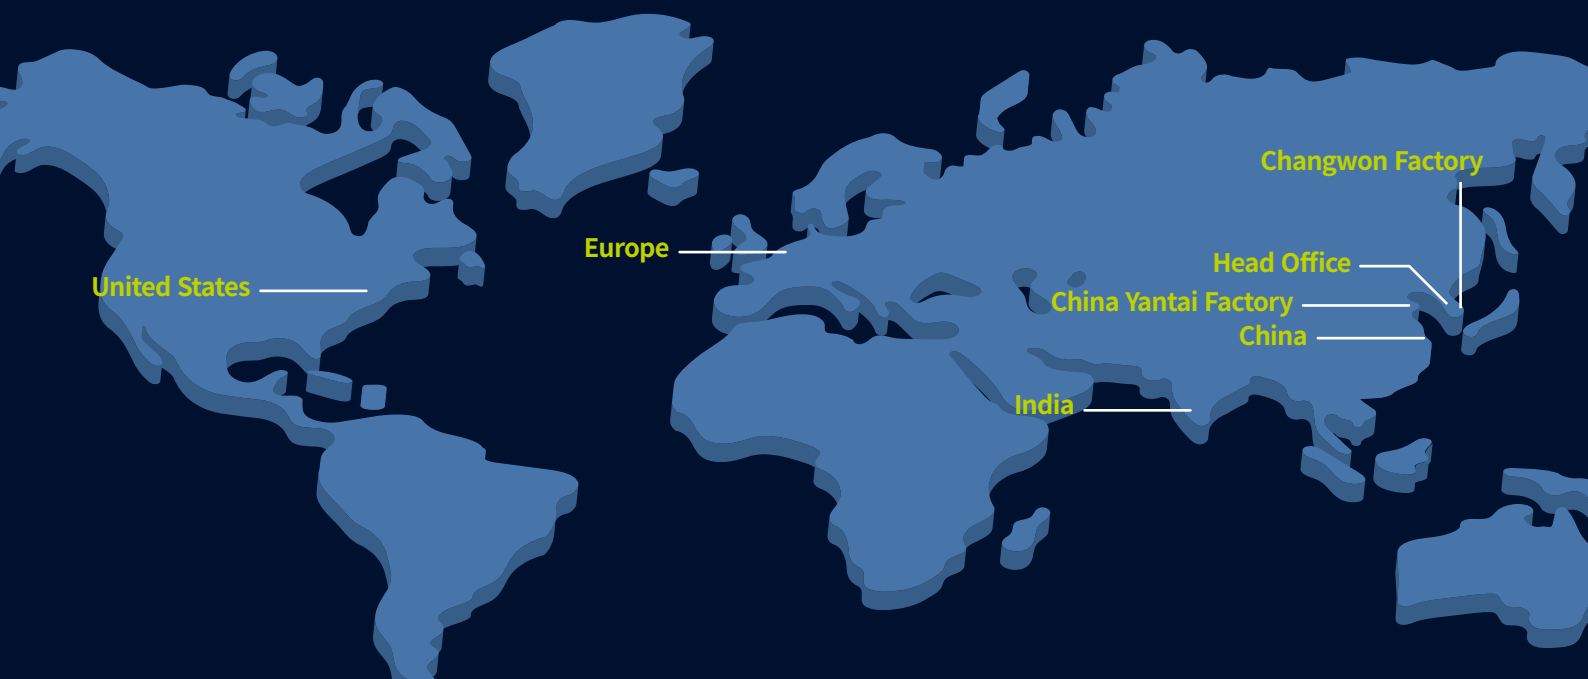 Changwon Factory
Europe
Head Office
United States
China Yantai Factory
China
India